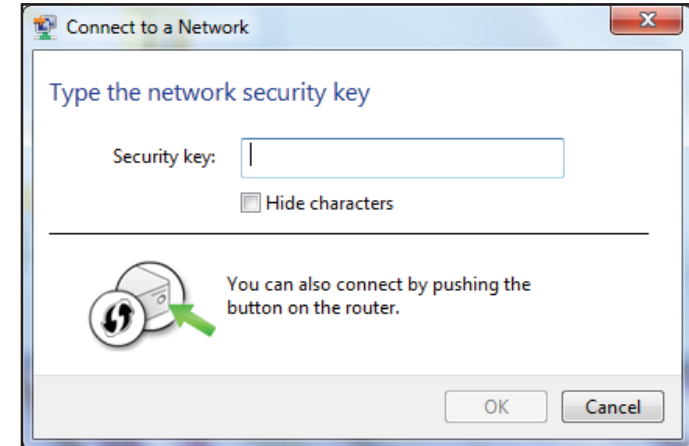 Connect to a Network
Type the network security key
Security key:
Hide characters
You can also connect by pushing the
button on the router.
OK
Cancel